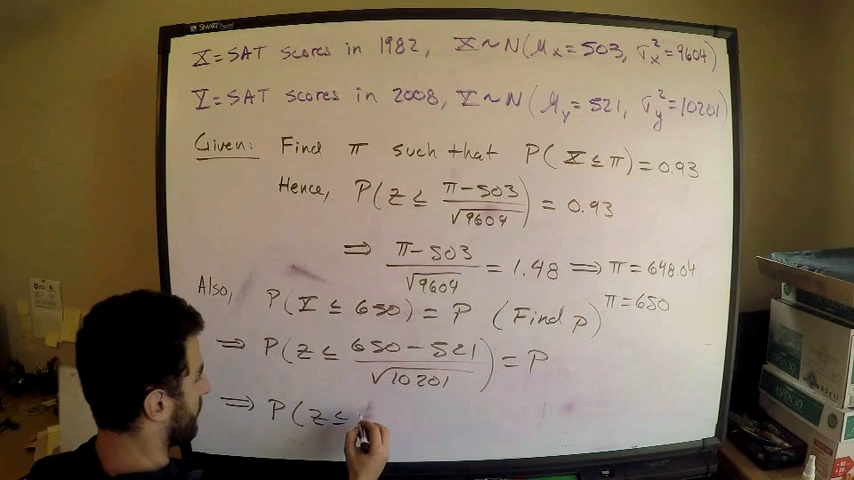 SMART
X=SAT scores in 1982, X~N(μx=503, σx²=9604)
Y=SAT scores in 2008, Y~N(μy=521, σy²=10201)
Given: Find π such that P(X≤π)=0.93
Hence, P(Z≤ (π-503)/√9604) = 0.93
⇒ (π-503)/√9604 = 1.48 ⇒ π=648.04
π=650
Also, P(Y≤650)=P (Find p)
⇒ P(Z≤ (650-521)/√10201) = P
⇒ P(Z≤